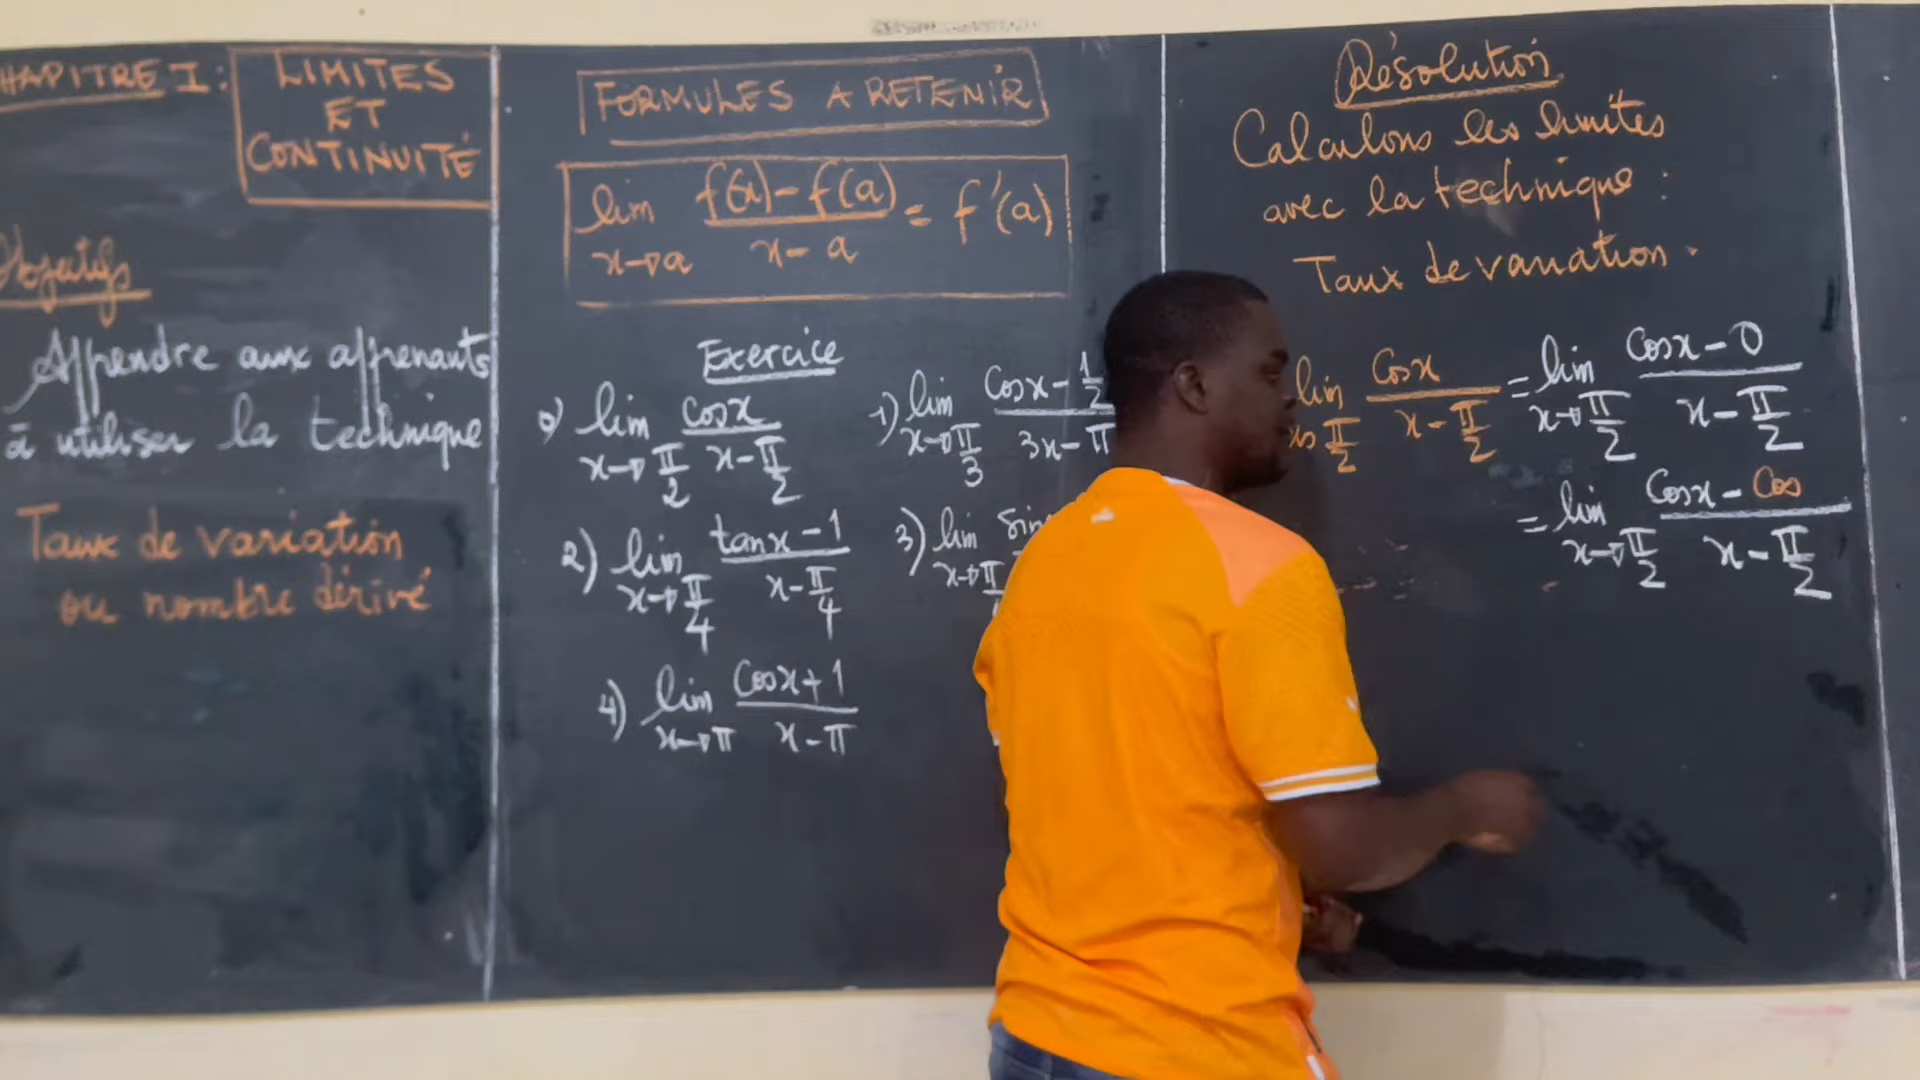 CHAPITRE I :
LIMITES
ET
CONTINUITÉ
Objectifs
Apprendre aux apprenants
à utiliser la technique
Taux de variation
ou nombre dérivé
FORMULES A RETENIR
lim x→a (f(x) - f(a))/(x - a) = f'(a)
Exercice
0) lim x→π/2 cosx/(x - π/2)
1) lim x→π/3 (cosx - 1/2)/(3x - π)
2) lim x→π/4 (tanx - 1)/(x - π/4)
3) lim x→π sin
4) lim x→π (cosx + 1)/(x - π)
Résolution
Calculons les limites
avec la technique :
Taux de variation.
lim x→π/2 cosx/(x - π/2) = lim x→π/2 (cosx - 0)/(x - π/2)
= lim x→π/2 (cosx - cos)/(x - π/2)